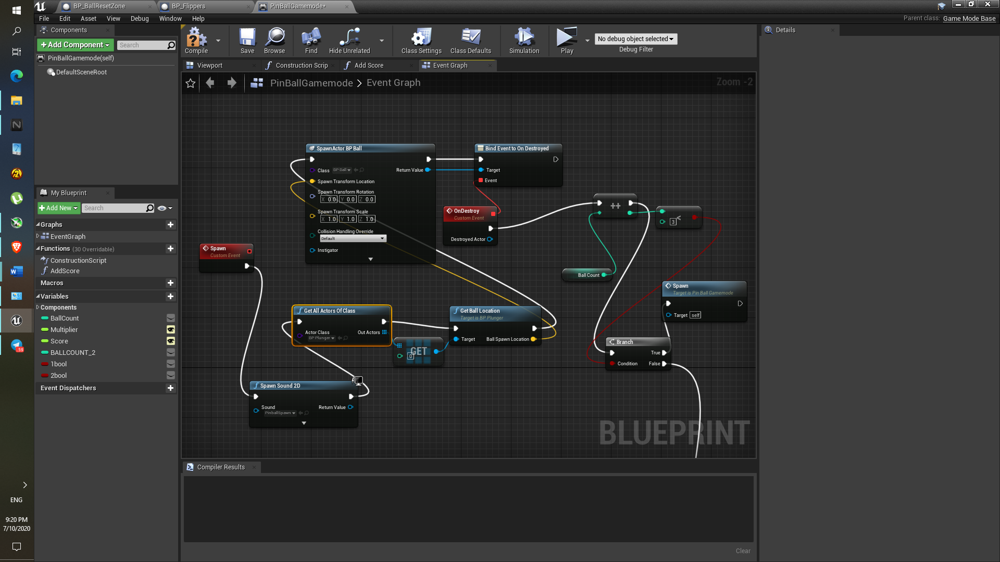 BP_BallResetZone
BP_Flippers
PinBallGamemode*
File Edit Asset View Debug Window Help
Parent class: Game Mode Base
Components
Add Component
Search
PinBallGamemode(self)
DefaultSceneRoot
Compile
Save
Browse
Find
Hide Unrelated
Class Settings
Class Defaults
Simulation
Play
No debug object selected
Debug Filter
Details
Viewport
Construction Scrip
Add Score
Event Graph
PinBallGamemode > Event Graph
Zoom -2
SpawnActor BP Ball
Class BP Ball
Return Value
Spawn Transform Location
Spawn Transform Rotation
X 0.0 Y 0.0 Z 0.0
Spawn Transform Scale
X 1.0 Y 1.0 Z 1.0
Collision Handling Override
Default
Instigator
Bind Event to On Destroyed
Target
Event
OnDestroy
Custom Event
Destroyed Actor
++
3
<
Ball Count
Spawn
Custom Event
Spawn
Target is Pin Ball Gamemode
Target self
Get All Actors Of Class
Actor Class
BP Plunger
Out Actors
Get Ball Location
Target is BP Plunger
Target
Ball Spawn Location
GET
0
Branch
True
Condition False
Spawn Sound 2D
Sound
PinballSpawn
Return Value
BLUEPRINT
My Blueprint
Add New
Search
Graphs
EventGraph
Functions (30 Overridable)
ConstructionScript
AddScore
Macros
Variables
Components
BallCount
Multiplier
Score
BALLCOUNT_2
1bool
2bool
Event Dispatchers
Compiler Results
Clear
.59
ENG
9:20 PM
7/10/2020